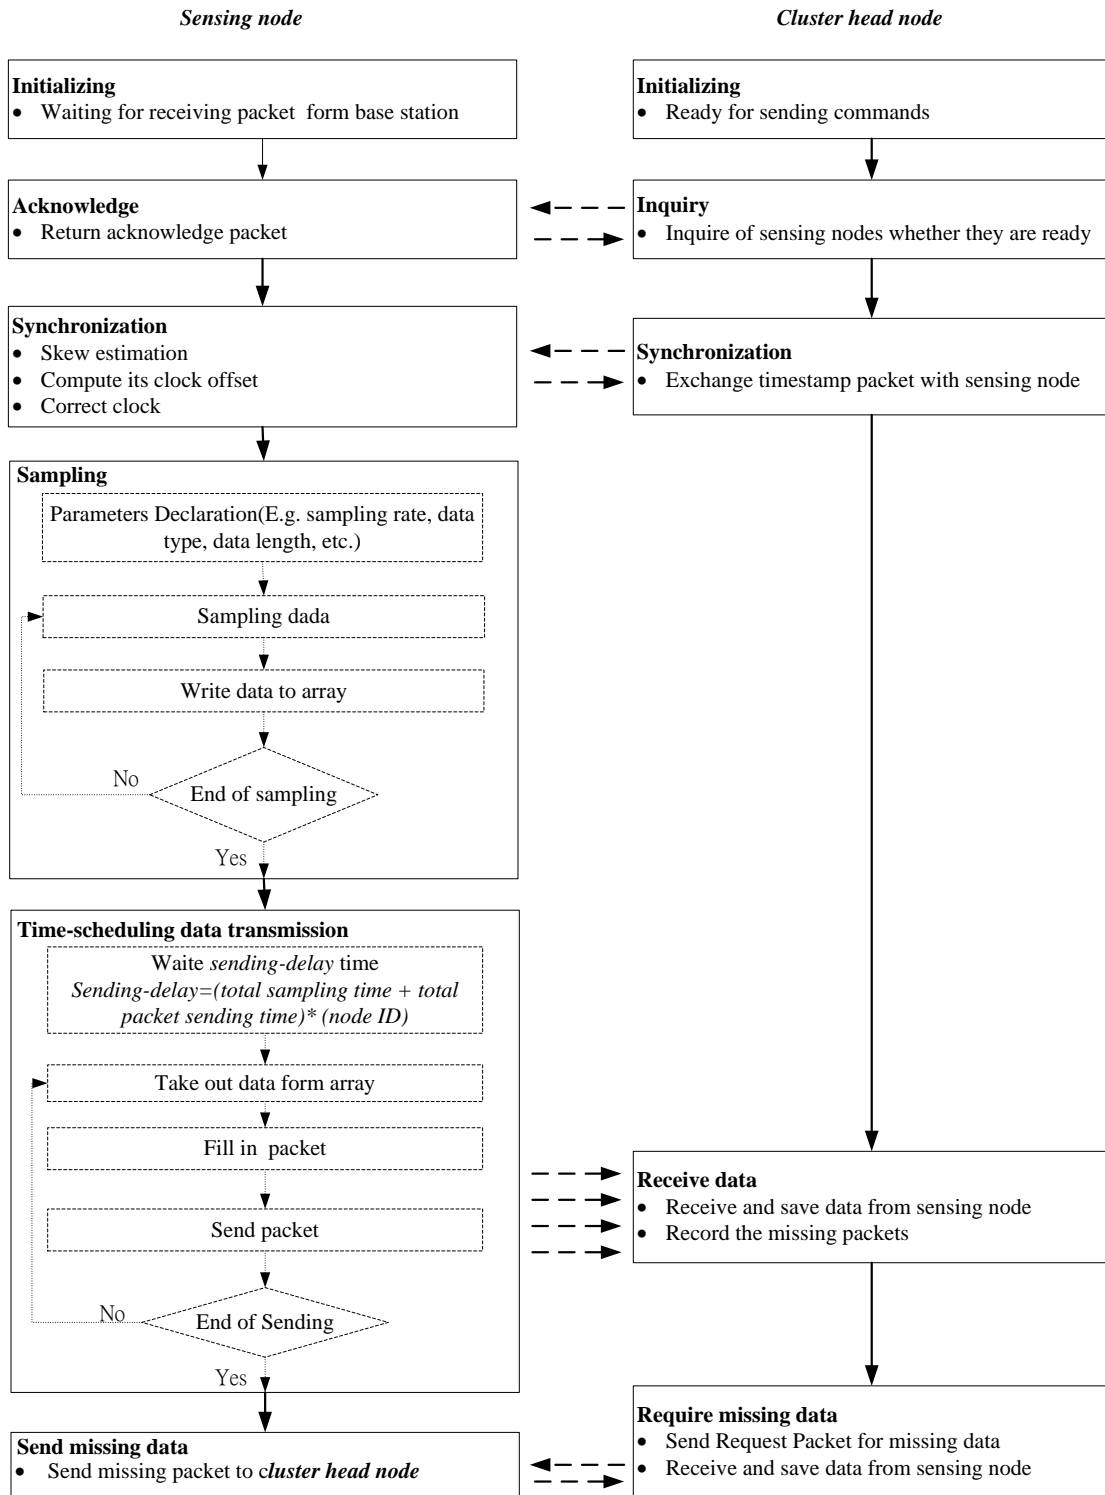 Sensing node
Cluster head node
Initializing
• Waiting for receiving packet  form base station
Initializing
• Ready for sending commands
Acknowledge
• Return acknowledge packet
Inquiry
• Inquire of sensing nodes whether they are ready
Synchronization
• Skew estimation
• Compute its clock offset
• Correct clock
Synchronization
• Exchange timestamp packet with sensing node
Sampling
Parameters Declaration(E.g. sampling rate, data
type, data length, etc.)
Sampling dada
Write data to array
End of sampling
No
Yes
Time-scheduling data transmission
Waite sending-delay time
Sending-delay=(total sampling time + total
packet sending time)* (node ID)
Take out data form array
Fill in  packet
Send packet
End of Sending
No
Yes
Receive data
• Receive and save data from sensing node
• Record the missing packets
Send missing data
• Send missing packet to cluster head node
Require missing data
• Send Request Packet for missing data
• Receive and save data from sensing node